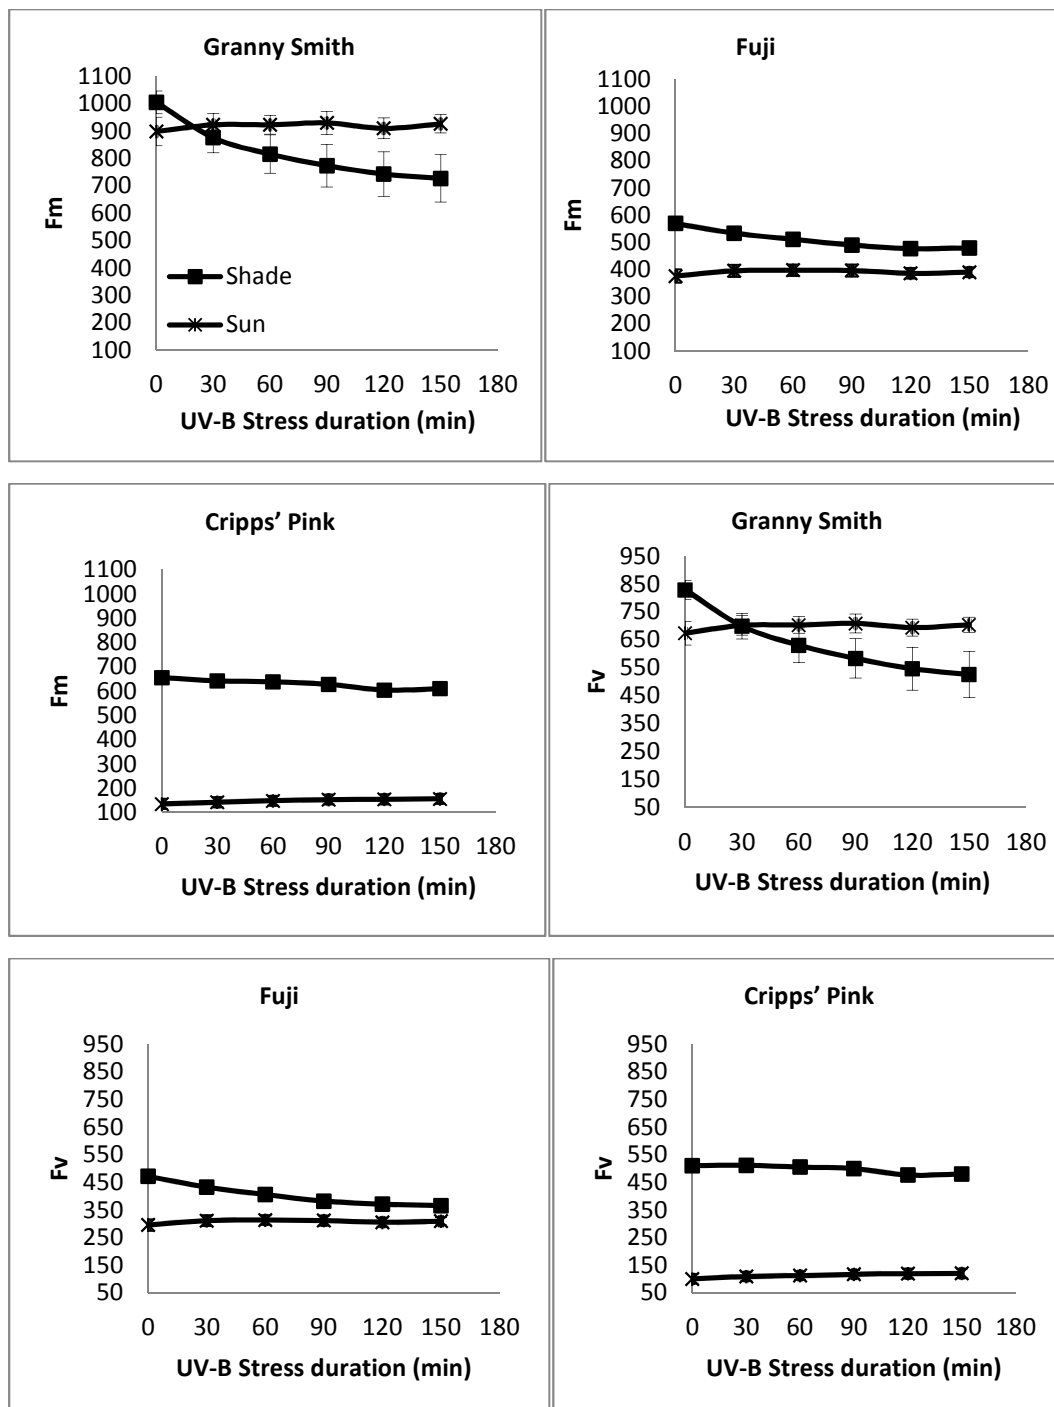 Granny Smith
1100
1000
900
800
700
600
500
400
300
200
100
Fm
Shade
Sun
0 30 60 90 120 150 180
UV-B Stress duration (min)
Fuji
1100
1000
900
800
700
600
500
400
300
200
100
Fm
0 30 60 90 120 150 180
UV-B Stress duration (min)
Cripps’ Pink
1100
1000
900
800
700
600
500
400
300
200
100
Fm
0 30 60 90 120 150 180
UV-B Stress duration (min)
Granny Smith
950
850
750
650
550
450
350
250
150
50
Fv
0 30 60 90 120 150 180
UV-B Stress duration (min)
Fuji
950
850
750
650
550
450
350
250
150
50
Fv
0 30 60 90 120 150 180
UV-B Stress duration (min)
Cripps’ Pink
950
850
750
650
550
450
350
250
150
50
Fv
0 30 60 90 120 150 180
UV-B Stress duration (min)